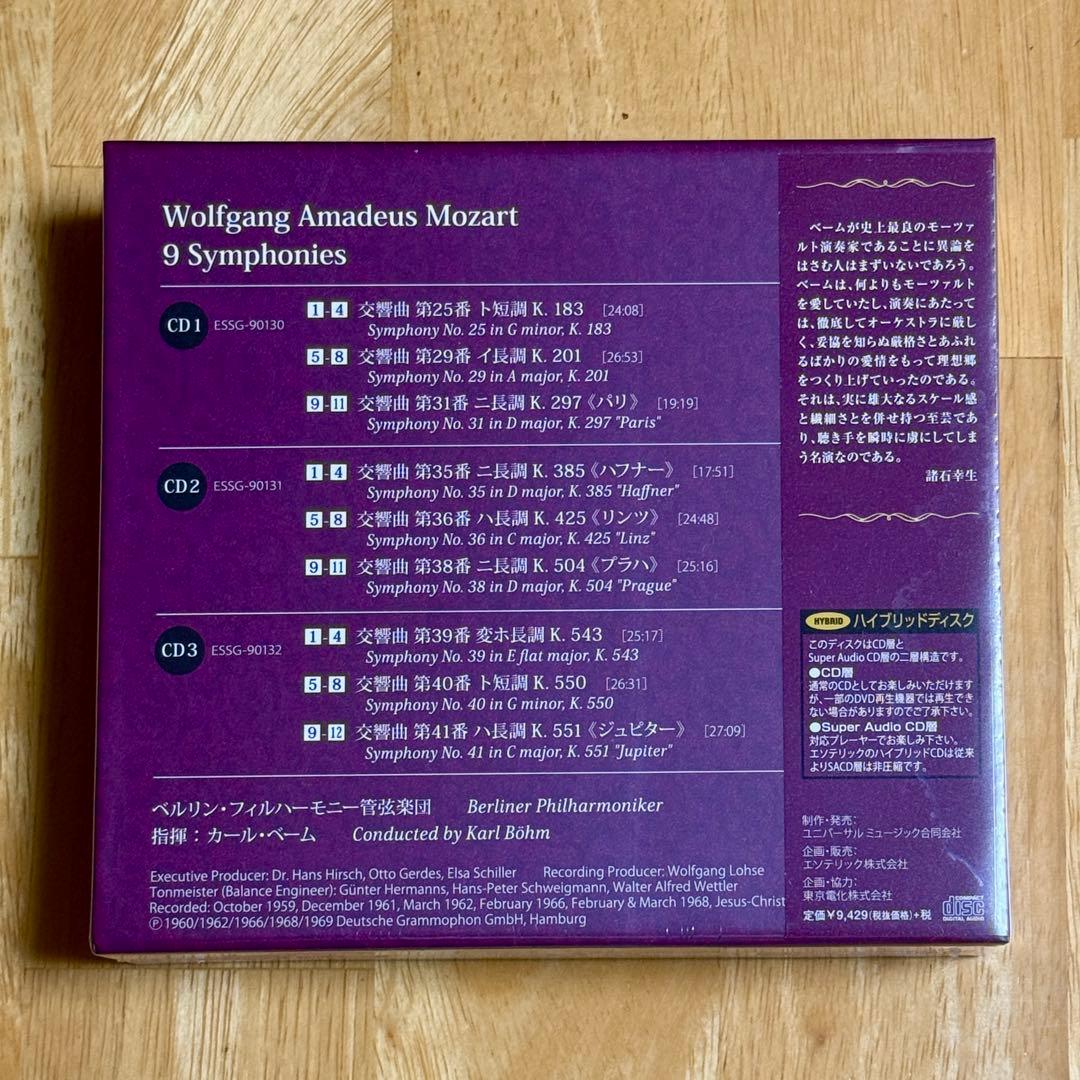 Wolfgang Amadeus Mozart
9 Symphonies
CD 1 ESSG-90130
1-4 交響曲 第25番 ト短調 K. 183 [24:08]
Symphony No. 25 in G minor, K. 183
5-8 交響曲 第29番 イ長調 K. 201 [26:53]
Symphony No. 29 in A major, K. 201
9-11 交響曲 第31番 ニ長調 K. 297《パリ》 [19:19]
Symphony No. 31 in D major, K. 297 "Paris"
CD 2 ESSG-90131
1-4 交響曲 第35番 ニ長調 K. 385《ハフナー》 [17:51]
Symphony No. 35 in D major, K. 385 "Haffner"
5-8 交響曲 第36番 ハ長調 K. 425《リンツ》 [24:48]
Symphony No. 36 in C major, K. 425 "Linz"
9-11 交響曲 第38番 ニ長調 K. 504《プラハ》 [25:16]
Symphony No. 38 in D major, K. 504 "Prague"
CD 3 ESSG-90132
1-4 交響曲 第39番 変ホ長調 K. 543 [25:17]
Symphony No. 39 in E flat major, K. 543
5-8 交響曲 第40番 ト短調 K. 550 [26:31]
Symphony No. 40 in G minor, K. 550
9-12 交響曲 第41番 ハ長調 K. 551《ジュピター》 [27:09]
Symphony No. 41 in C major, K. 551 "Jupiter"
ベルリン・フィルハーモニー管弦楽団 Berliner Philharmoniker
指揮：カール・ベーム Conducted by Karl Böhm
Executive Producer: Dr. Hans Hirsch, Otto Gerdes, Elsa Schiller Recording Producer: Wolfgang Lohse
Tonmeister (Balance Engineer): Günter Hermanns, Hans-Peter Schweigmann, Walter Alfred Wettler
Recorded: October 1959, December 1961, March 1962, February 1966, February & March 1968, Jesus-Christ
℗ 1960/1962/1966/1968/1969 Deutsche Grammophon GmbH, Hamburg
ベームが史上最良のモーツァ
ルト演奏家であることに異論を
はさむ人はまずいないであろう。
ベームは、何よりもモーツァルト
を愛していたし、演奏にあたって
は、徹底してオーケストラに厳し
く、妥協を知らぬ厳格さとあふれ
るばかりの愛情をもって理想郷
をつくり上げていったのである。
それは、実に雄大なるスケール感
と繊細さとを併せ持つ至芸であ
り、聴き手を瞬時に虜にしてしま
う名演なのである。
諸石幸生
HYBRID ハイブリッドディスク
このディスクはCD層と
Super Audio CD層の二層構造です。
●CD層
通常のCDとしてお楽しみいただけます
が、一部のDVD再生機器では再生でき
ない場合がありますのでご了承下さい。
●Super Audio CD層
対応プレーヤーでお楽しみ下さい。
エソテリックのハイブリッドCDは従来
よりSACD層は非圧縮です。
制作・発売：
ユニバーサル ミュージック合同会社
企画・販売：
エソテリック株式会社
企画・協力：
東京電化株式会社
定価￥9,429(税抜価格)+税
COMPACT
disc
DIGITAL AUDIO